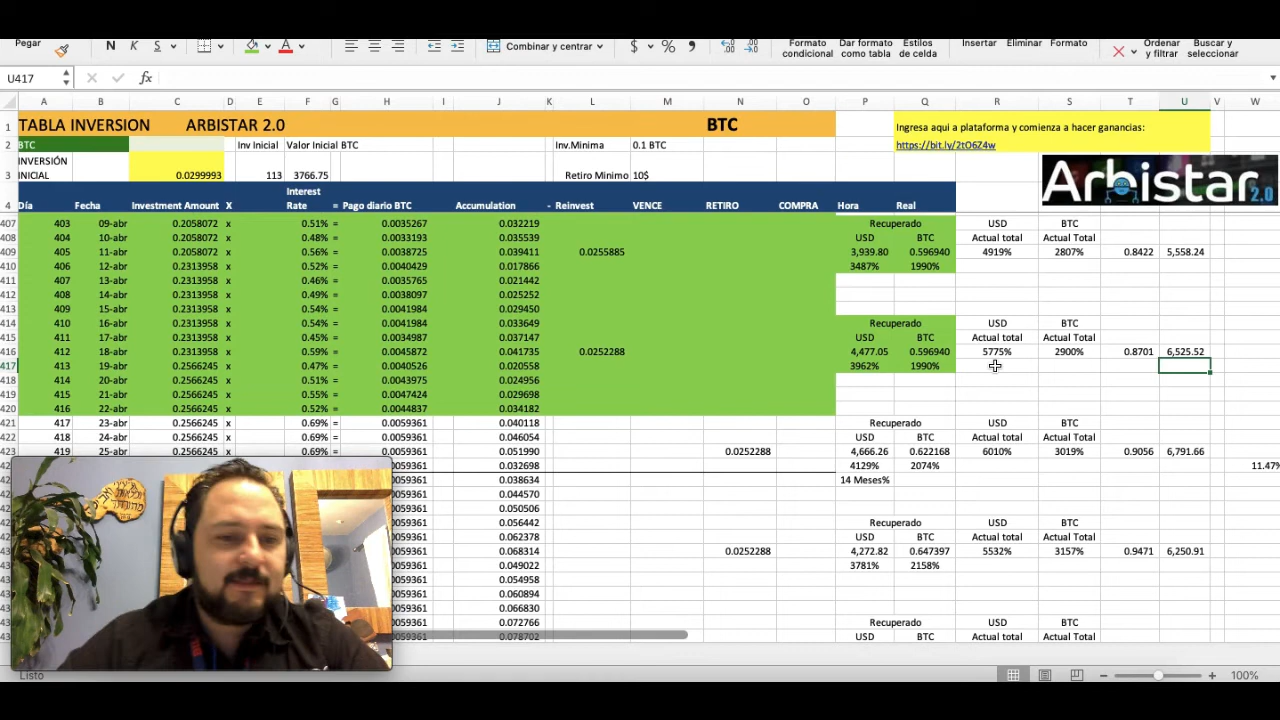 Pegar N K S A Combinar y centrar $ % Formato condicional Dar formato como tabla Estilos de celda Insertar Eliminar Formato Ordenar y filtrar Buscar y seleccionar
U417 fx
A B C D E F G H I J K L M N O P Q R S T U V W
1 TABLA INVERSION ARBISTAR 2.0 BTC Ingresa aqui a plataforma y comienza a hacer ganancias:
2 BTC Inv Inicial Valor Inicial BTC Inv.Minima 0.1 BTC https://bit.ly/2tO6Z4w
3 INVERSIÓN INICIAL 0.0299993 113 3766.75 Retiro Minimo 10$ Arbistar 2.0
4 Día Fecha Investment Amount X Interest Rate = Pago diario BTC Accumulation - Reinvest VENCE RETIRO COMPRA Hora Real
407 403 09-abr 0.2058072 x 0.51% = 0.0035267 0.032219 Recuperado USD BTC
408 404 10-abr 0.2058072 x 0.48% = 0.0033193 0.035539 USD BTC Actual total Actual Total
409 405 11-abr 0.2058072 x 0.56% = 0.0038725 0.039411 0.0255885 3,939.80 0.596940 4919% 2807% 0.8422 5,558.24
410 406 12-abr 0.2313958 x 0.52% = 0.0040429 0.017866 3487% 1990%
411 407 13-abr 0.2313958 x 0.46% = 0.0035765 0.021442
412 408 14-abr 0.2313958 x 0.49% = 0.0038097 0.025252
413 409 15-abr 0.2313958 x 0.54% = 0.0041984 0.029450
414 410 16-abr 0.2313958 x 0.54% = 0.0041984 0.033649 Recuperado USD BTC
415 411 17-abr 0.2313958 x 0.45% = 0.0034987 0.037147 USD BTC Actual total Actual Total
416 412 18-abr 0.2313958 x 0.59% = 0.0045872 0.041735 0.0252288 4,477.05 0.596940 5775% 2900% 0.8701 6,525.52
417 413 19-abr 0.2566245 x 0.47% = 0.0040526 0.020558 3962% 1990%
418 414 20-abr 0.2566245 x 0.51% = 0.0043975 0.024956
419 415 21-abr 0.2566245 x 0.55% = 0.0047424 0.029698
420 416 22-abr 0.2566245 x 0.52% = 0.0044837 0.034182
421 417 23-abr 0.2566245 x 0.69% = 0.0059361 0.040118 Recuperado USD BTC
422 418 24-abr 0.2566245 x 0.69% = 0.0059361 0.046054 USD BTC Actual total Actual Total
423 419 25-abr 0.2566245 x 0.69% = 0.0059361 0.051990 0.0252288 4,666.26 0.622168 6010% 3019% 0.9056 6,791.66
0059361 0.032698 4129% 2074% 11.47%
0059361 0.038634 14 Meses%
0059361 0.044570
0059361 0.050506
0059361 0.056442 Recuperado USD BTC
0059361 0.062378 USD BTC Actual total Actual Total
0059361 0.068314 0.0252288 4,272.82 0.647397 5532% 3157% 0.9471 6,250.91
0059361 0.049022 3781% 2158%
0059361 0.054958
0059361 0.060894
0059361 0.066830
0059361 0.072766 Recuperado USD BTC
0.078702 USD BTC Actual total Actual Total
Listo 100%